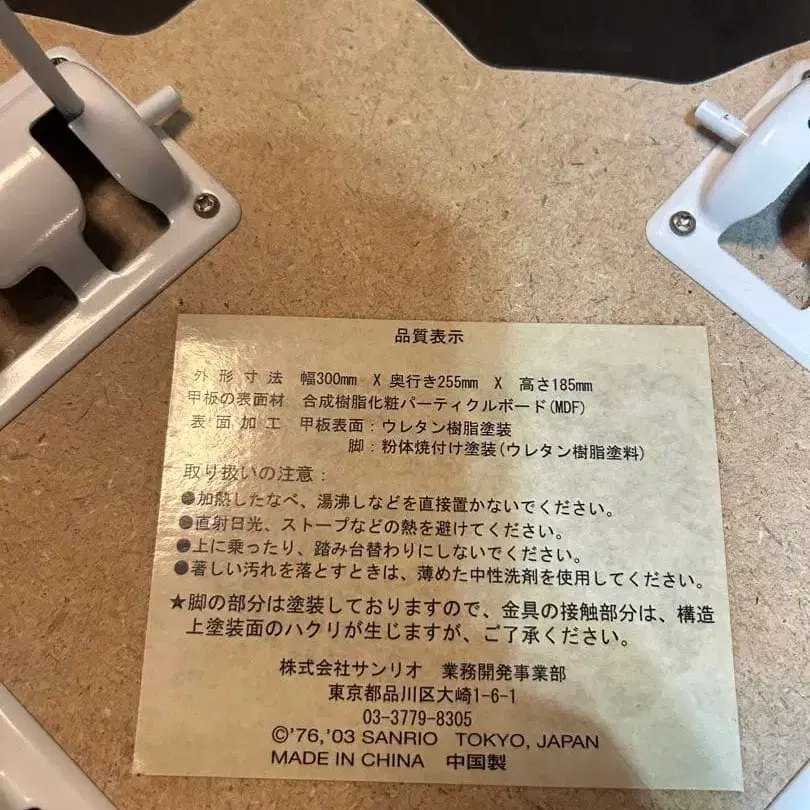 品質表示
外形寸法 幅300mm X 奥行き255mm X 高さ185mm
甲板の表面材 合成樹脂化粧パーティクルボード(MDF)
表面加工 甲板表面:ウレタン樹脂塗装
脚:粉体焼付け塗装(ウレタン樹脂塗料)
取り扱いの注意:
●加熱したなべ、湯沸しなどを直接置かないでください。
●直射日光、ストープなどの熱を避けてください。
●上に乗ったり、踏み台替わりにしないでください。
●著しい汚れを落とすときは、薄めた中性洗剤を使用してください。
★脚の部分は塗装しておりますので、金具の接触部分は、構造
上塗装面のハクリが生じますが、ご了承ください。
株式会社サンリオ 業務開発事業部
東京都品川区大崎1-6-1
03-3779-8305
©'76,'03 SANRIO TOKYO, JAPAN
MADE IN CHINA 中国製